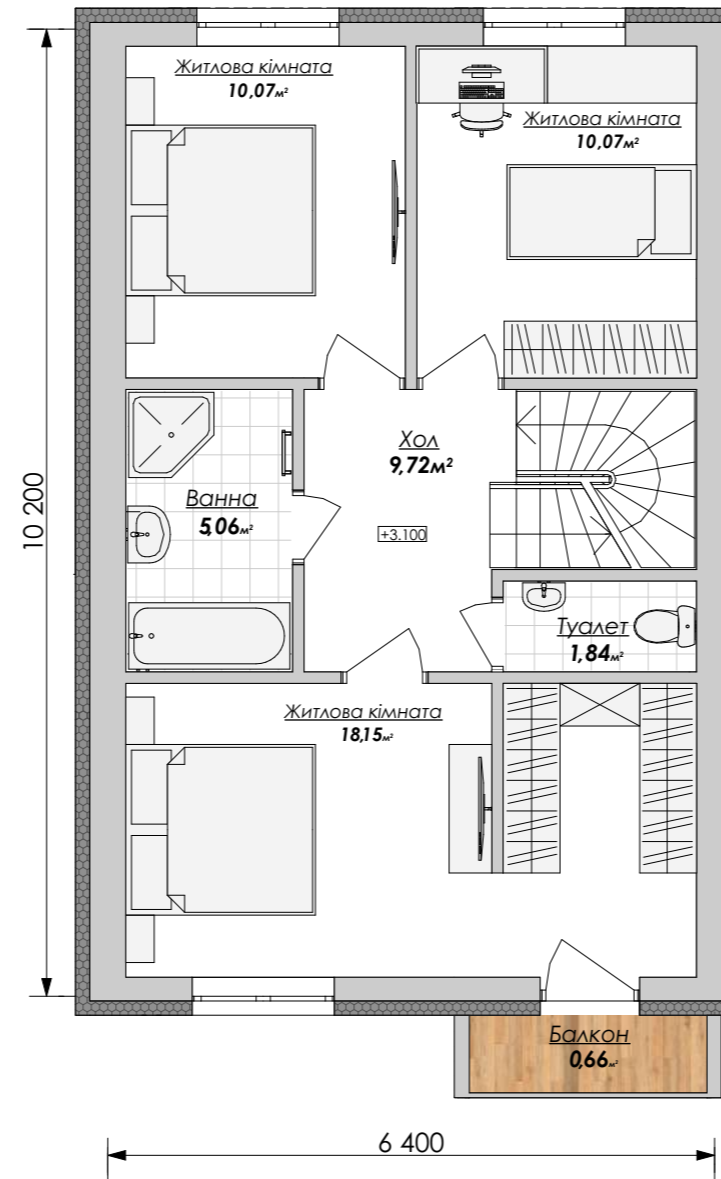 Житлова кімната
10,07м²
Житлова кімната
10,07м²
Хол
9,72м²
Ванна
5,06м²
+3.100
Туалет
1,84м²
Житлова кімната
18,15м²
Балкон
0,66м²
10 200
6 400